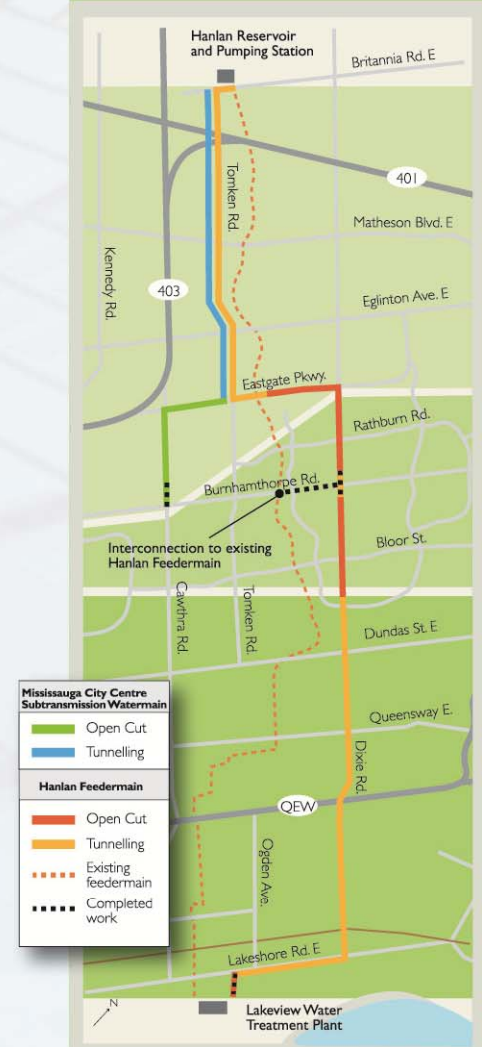 Hanlan Reservoir
and Pumping Station
Britannia Rd. E
401
Tomken Rd.
Matheson Blvd. E
Kennedy Rd.
403
Eglinton Ave. E
Eastgate Pkwy.
Rathburn Rd.
Burnhamthorpe Rd.
Interconnection to existing
Hanlan Feedermain
Bloor St.
Cawthra Rd.
Tomken Rd.
Dundas St. E
Mississauga City Centre
Subtransmission Watermain
Open Cut
Tunnelling
Hanlan Feedermain
Open Cut
Tunnelling
Existing
feedermain
Completed
work
Queensway E.
Dixie Rd.
QEW
Ogden Ave.
Lakeshore Rd. E
N
Lakeview Water
Treatment Plant